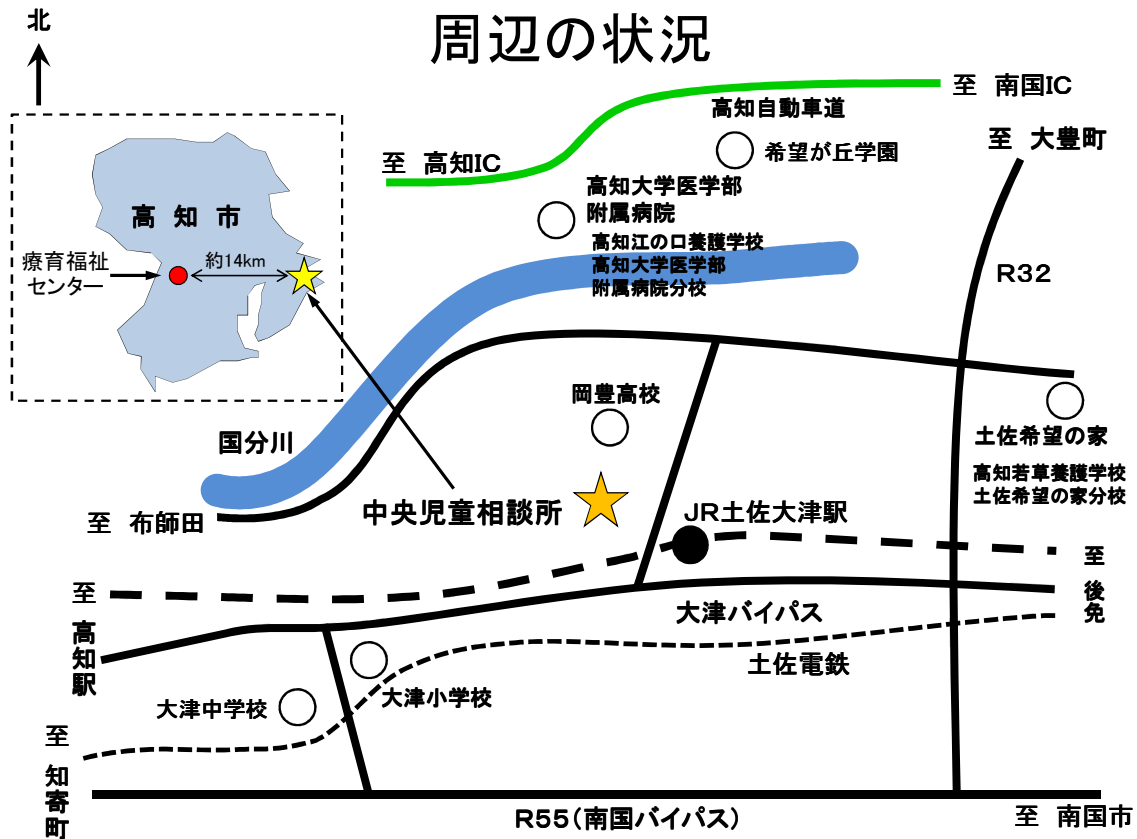 北
周辺の状況
高知自動車道
至 南国IC
至 高知IC
希望が丘学園
至 大豊町
高知大学医学部
附属病院
高知江の口養護学校
高知大学医学部
附属病院分校
高知市
療育福祉
センター
約14km
R32
国分川
岡豊高校
土佐希望の家
高知若草養護学校
土佐希望の家分校
中央児童相談所
至 布師田
JR土佐大津駅
至 後免
至 高知駅
大津バイパス
土佐電鉄
大津小学校
大津中学校
至 知寄町
R55(南国バイパス)
至 南国市